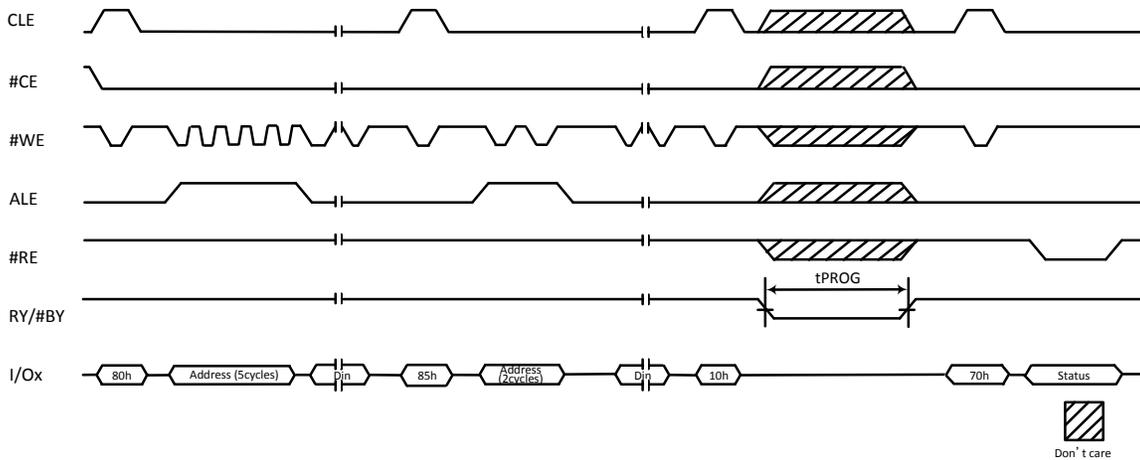 CLE
#CE
#WE
ALE
#RE
tPROG
RY/#BY
I/Ox
80h
Address (5cycles)
Din
85h
Address
(2cycles)
Din
10h
70h
Status
Don’ t care